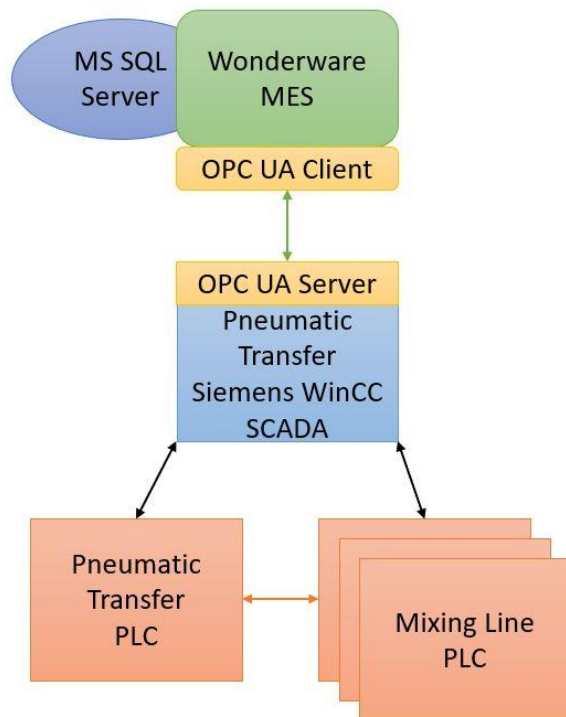 MS SQL
Server
Wonderware
MES
OPC UA Client
OPC UA Server
Pneumatic
Transfer
Siemens WinCC
SCADA
Pneumatic
Transfer
PLC
Mixing Line
PLC